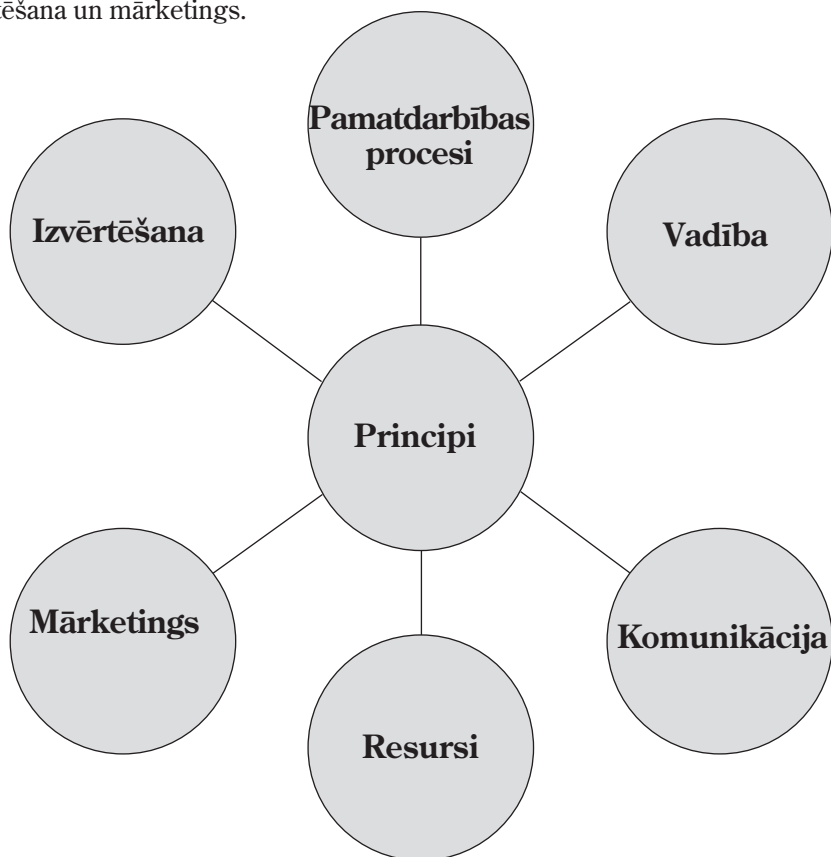 un mārketings.
Pamatdarbības
procesi
Izvērtēšana
Vadība
Principi
Mārketings
Komunikācija
Resursi